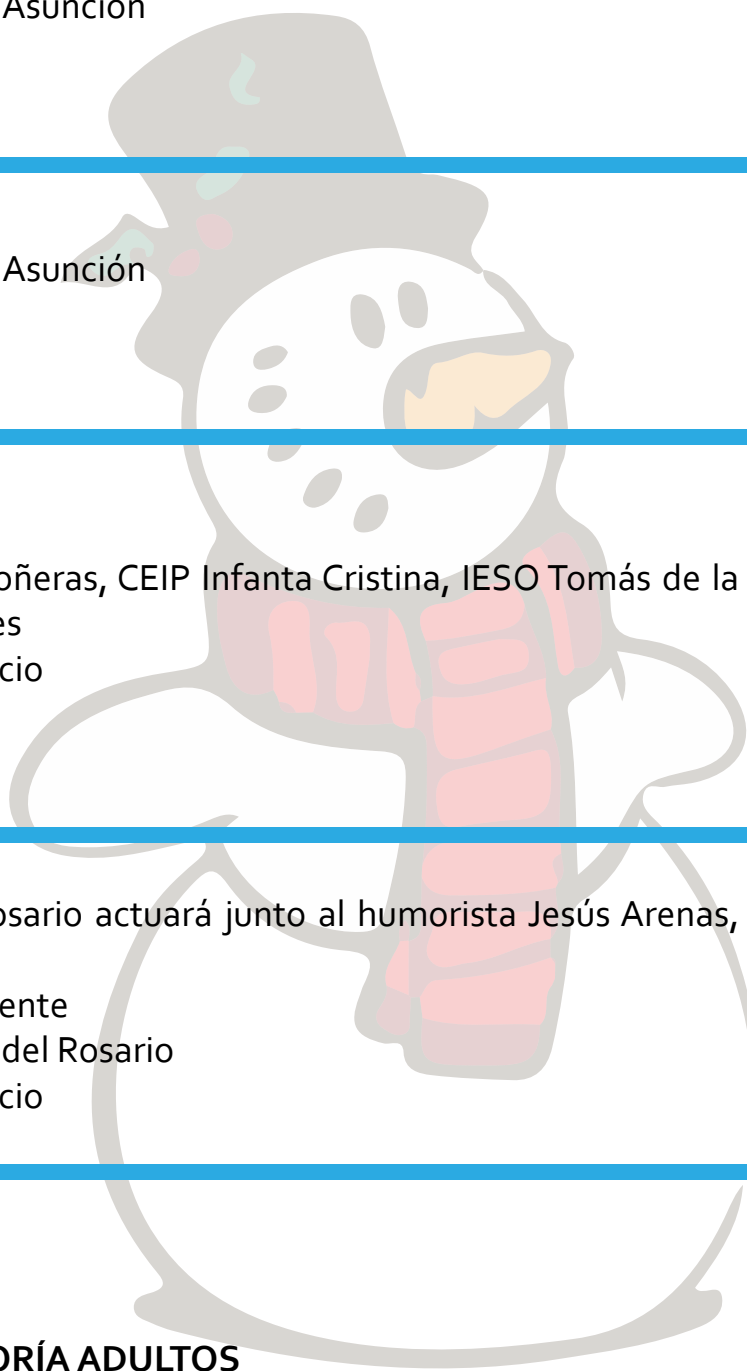 Asunción
Asunción
oñeras, CEIP Infanta Cristina, IESO Tomás de la
es
cio
osario actuará junto al humorista Jesús Arenas,
ente
del Rosario
cio
ORÍA ADULTOS